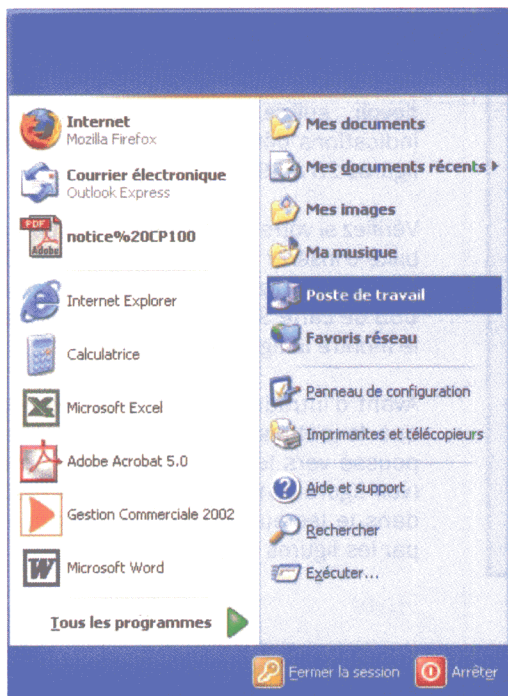 Internet
Mozilla Firefox
Courrier électronique
Outlook Express
PDF
Adobe
notice%20CP100
Internet Explorer
Calculatrice
Microsoft Excel
Adobe Acrobat 5.0
Gestion Commerciale 2002
Microsoft Word
Tous les programmes
Mes documents
Mes documents récents
Mes images
Ma musique
Poste de travail
Favoris réseau
Panneau de configuration
Imprimantes et télécopieurs
Aide et support
Rechercher
Exécuter...
Fermer la session
Arrêter